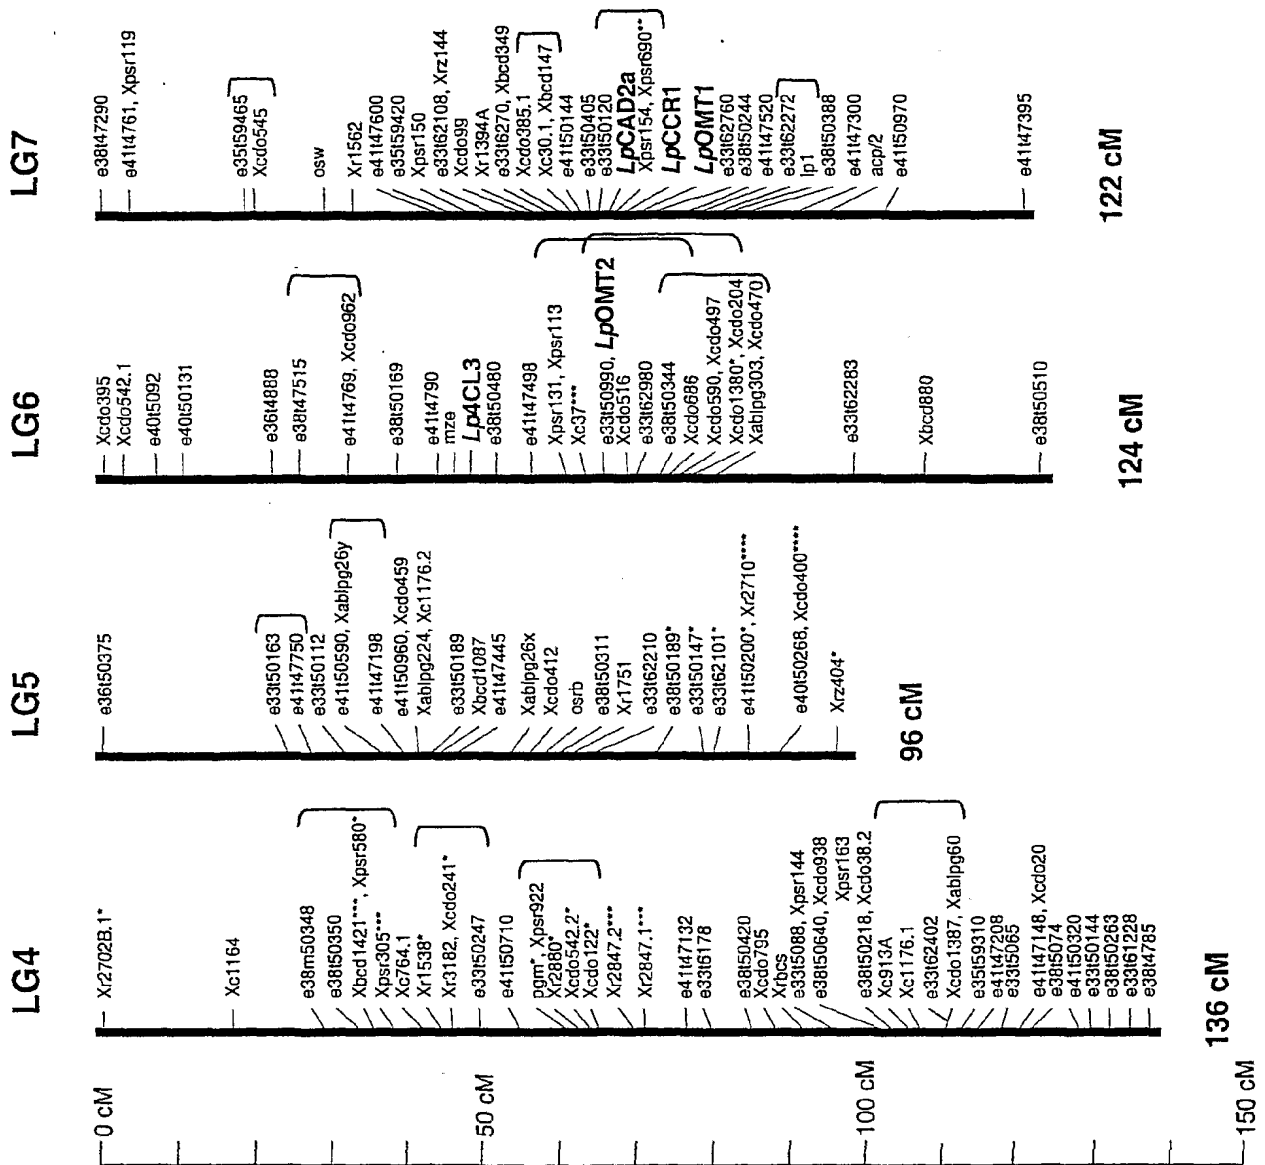 0 cM
50 cM
100 cM
150 cM
LG4
Xr2702B.1*
Xc1164
e38m50348
e38t50350
Xbcd1421***, Xpsr580*
Xpsr305***
Xc764.1
Xr1538*
Xr3182, Xcdo241*
e33t50247
e41t50710
pgm*, Xpsr922
Xr2880*
Xcdo542.2*
Xcdo122*
Xr2847.2***
Xr2847.1***
e41t47132
e33t6178
e38t50420
Xcdo795
Xrbcs
e33t5088, Xpsr144
e38t50640, Xcdo938
Xpsr163
e38t50218, Xcdo38.2
Xc913A
Xc1176.1
e33t62402
Xcdo1387, Xablpg60
e35t59310
e41t47208
e33t5065
e41t47148, Xcdo20
e38t5074
e41t50320
e33t50144
e38t50263
e33t61228
e38t4785
136 cM
LG5
e36t50375
e33t50163
e41t47750
e33t50112
e41t50590, Xablpg26y
e41t47198
e41t50960, Xcdo459
Xablpg224, Xc1176.2
e33t50189
Xbcd1087
e41t47445
Xablpg26x
Xcdo412
osrb
e38t50311
Xr1751
e33t62210
e38t50189*
e33t50147*
e33t62101*
e41t50200*, Xr2710****
e40t50268, Xcdo400****
Xrz404*
96 cM
LG6
Xcdo395
Xcdo542.1
e40t5092
e40t50131
e36t4888
e38t47515
e41t4769, Xcdo962
e38t50169
e41t4790
mze
Lp4CL3
e38t50480
e41t47498
Xpsr131, Xpsr113
Xc37***
e33t50990, LpOMT2
Xcdo516
e33t62980
e38t50344
Xcdo686
Xcdo590, Xcdo497
Xcdo1380*, Xcdo204
Xablpg303, Xcdo470
e33t62283
Xbcd880
e38t50510
124 cM
LG7
e38t47290
e41t4761, Xpsr119
e35t59465
Xcdo545
osw
Xr1562
e41t47600
e35t59420
Xpsr150
e33t62108, Xrz144
Xcdo99
Xr1394A
e33t6270, Xbcd349
Xcdo385.1
Xc30.1, Xbcd147
e41t50144
e33t50405
e33t50120
LpCAD2a
Xpsr154, Xpsr690**
LpCCR1
LpOMT1
e33t62760
e38t50244
e41t47520
e33t62272
lp1
e38t50388
e41t47300
acp/2
e41t50970
e41t47395
122 cM